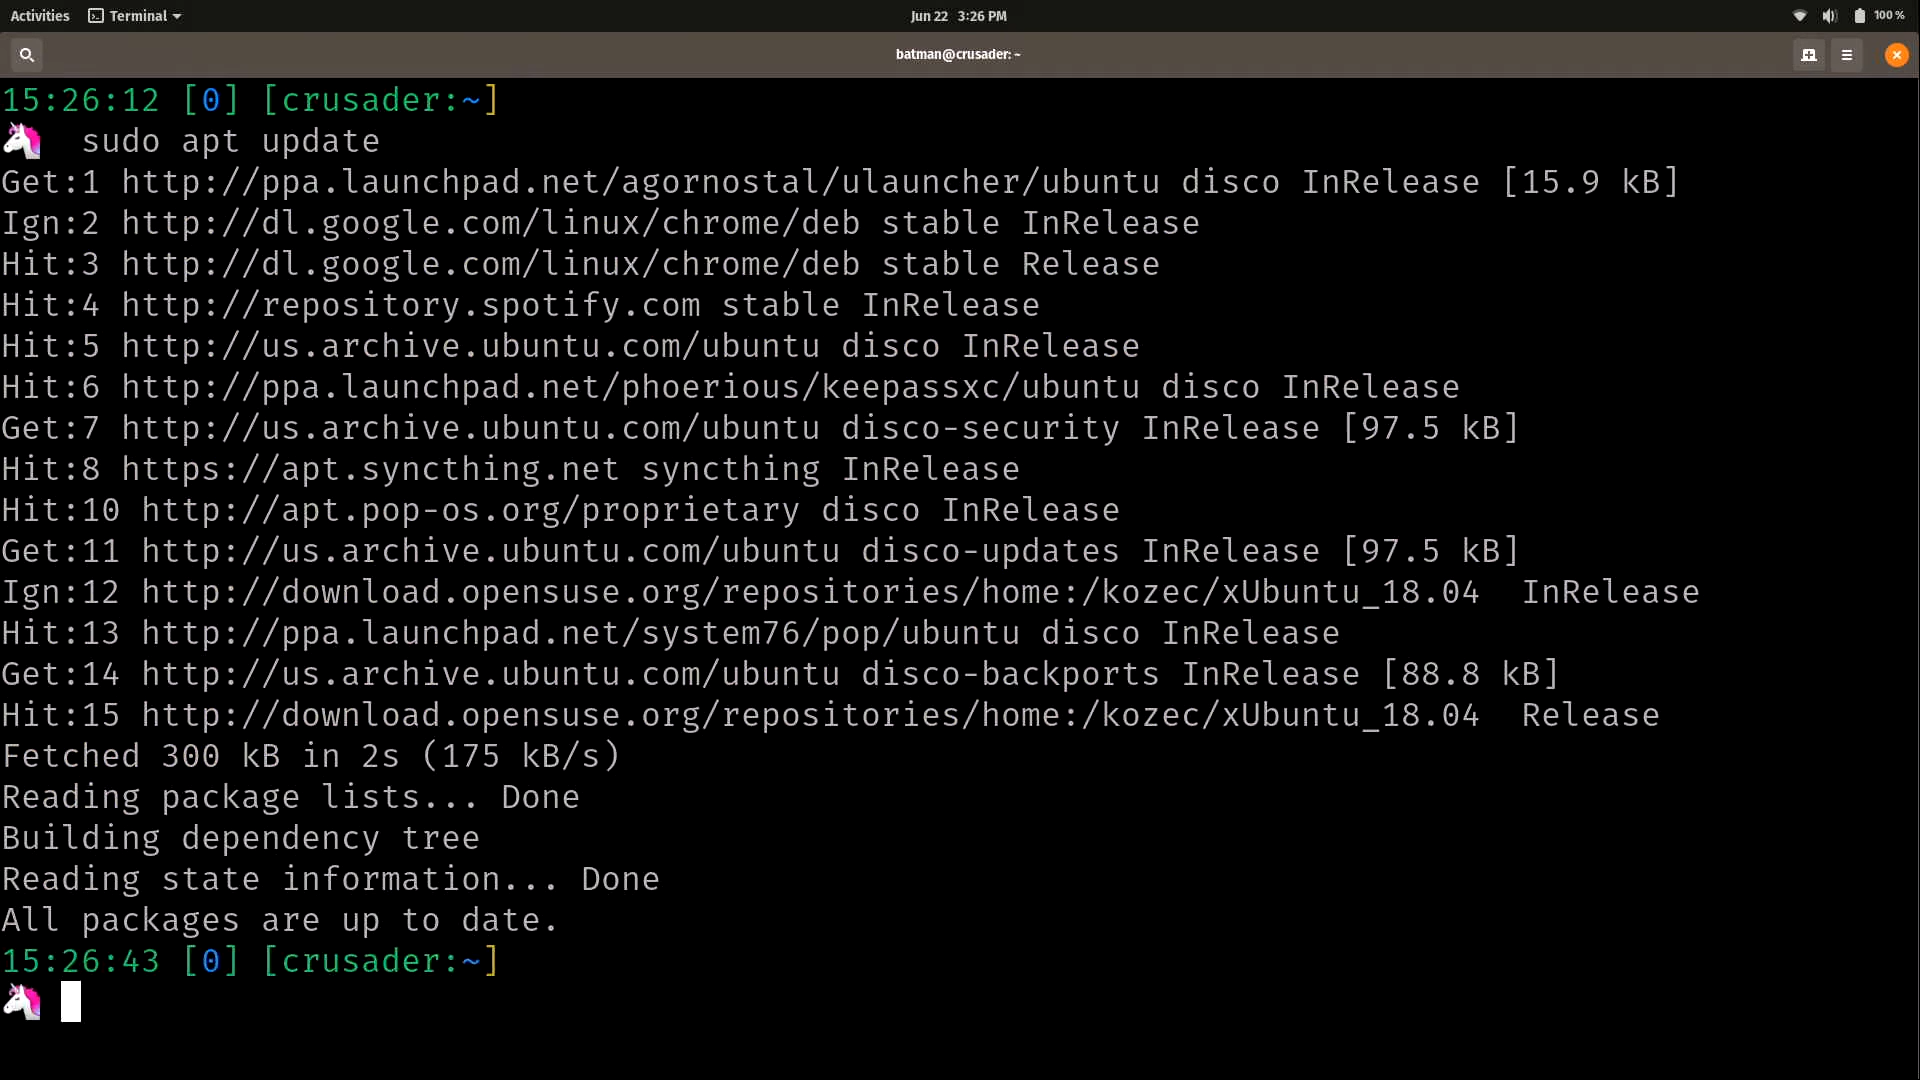 Activities Terminal Jun 22 3:26 PM 100 %
batman@crusader: ~
15:26:12 [0] [crusader:~]
sudo apt update
Get:1 http://ppa.launchpad.net/agornostal/ulauncher/ubuntu disco InRelease [15.9 kB]
Ign:2 http://dl.google.com/linux/chrome/deb stable InRelease
Hit:3 http://dl.google.com/linux/chrome/deb stable Release
Hit:4 http://repository.spotify.com stable InRelease
Hit:5 http://us.archive.ubuntu.com/ubuntu disco InRelease
Hit:6 http://ppa.launchpad.net/phoerious/keepassxc/ubuntu disco InRelease
Get:7 http://us.archive.ubuntu.com/ubuntu disco-security InRelease [97.5 kB]
Hit:8 https://apt.syncthing.net syncthing InRelease
Hit:10 http://apt.pop-os.org/proprietary disco InRelease
Get:11 http://us.archive.ubuntu.com/ubuntu disco-updates InRelease [97.5 kB]
Ign:12 http://download.opensuse.org/repositories/home:/kozec/xUbuntu_18.04  InRelease
Hit:13 http://ppa.launchpad.net/system76/pop/ubuntu disco InRelease
Get:14 http://us.archive.ubuntu.com/ubuntu disco-backports InRelease [88.8 kB]
Hit:15 http://download.opensuse.org/repositories/home:/kozec/xUbuntu_18.04  Release
Fetched 300 kB in 2s (175 kB/s)
Reading package lists... Done
Building dependency tree
Reading state information... Done
All packages are up to date.
15:26:43 [0] [crusader:~]